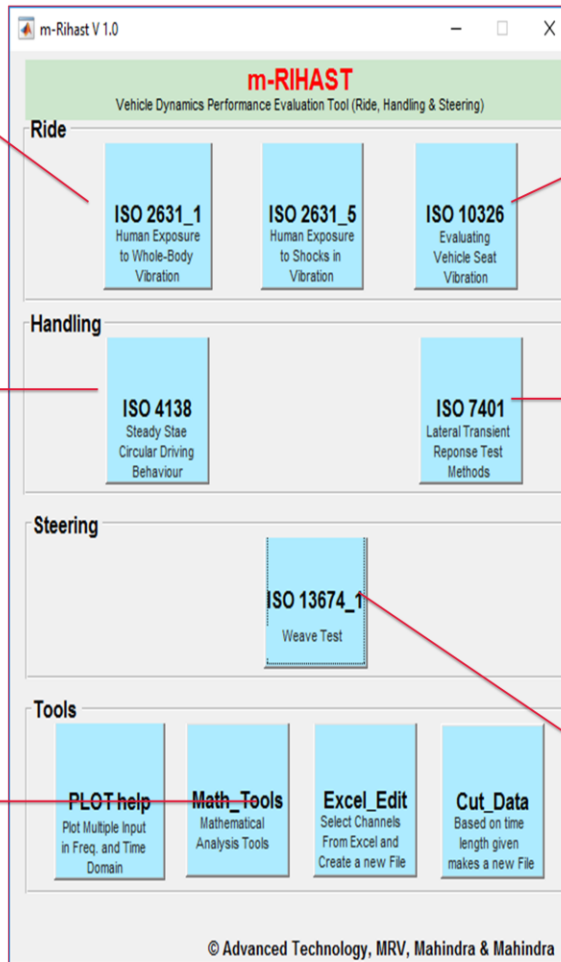 m-Rihast V 1.0
m-RIHAST
Vehicle Dynamics Performance Evaluation Tool (Ride, Handling & Steering)
Ride
ISO 2631_1
Human Exposure
to Whole-Body
Vibration
ISO 2631_5
Human Exposure
to Shocks in
Vibration
ISO 10326
Evaluating
Vehicle Seat
Vibration
Handling
ISO 4138
Steady Stae
Circular Driving
Behaviour
ISO 7401
Lateral Transient
Reponse Test
Methods
Steering
ISO 13674_1
Weave Test
Tools
PLOT help
Plot Multiple Input
in Freq. and Time
Domain
Math_Tools
Mathematical
Analysis Tools
Excel_Edit
Select Channels
From Excel and
Create a new File
Cut_Data
Based on time
length given
makes a new File
© Advanced Technology, MRV, Mahindra & Mahindra